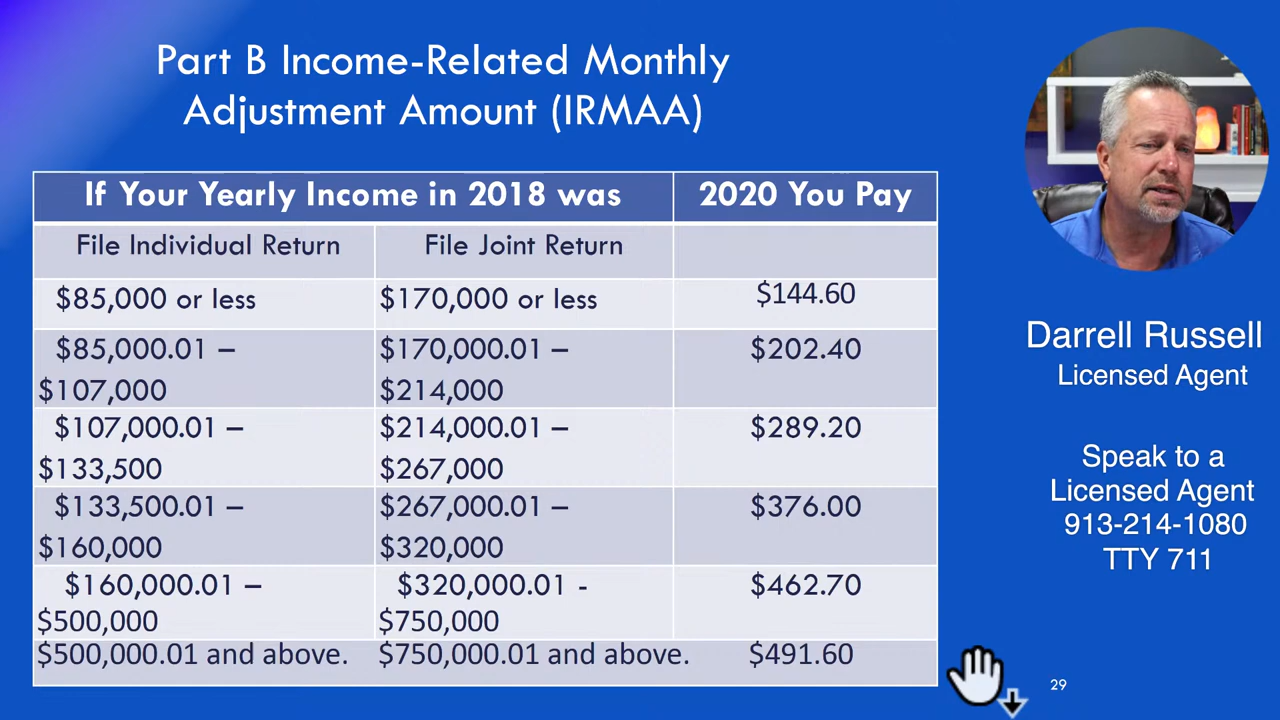 Part B Income-Related Monthly
Adjustment Amount (IRMAA)
If Your Yearly Income in 2018 was 2020 You Pay
File Individual Return File Joint Return
$85,000 or less $170,000 or less $144.60
$85,000.01 – $170,000.01 – $202.40
$107,000 $214,000
$107,000.01 – $214,000.01 – $289.20
$133,500 $267,000
$133,500.01 – $267,000.01 – $376.00
$160,000 $320,000
$160,000.01 – $320,000.01 - $462.70
$500,000 $750,000
$500,000.01 and above. $750,000.01 and above. $491.60
Darrell Russell
Licensed Agent
Speak to a
Licensed Agent
913-214-1080
TTY 711
29